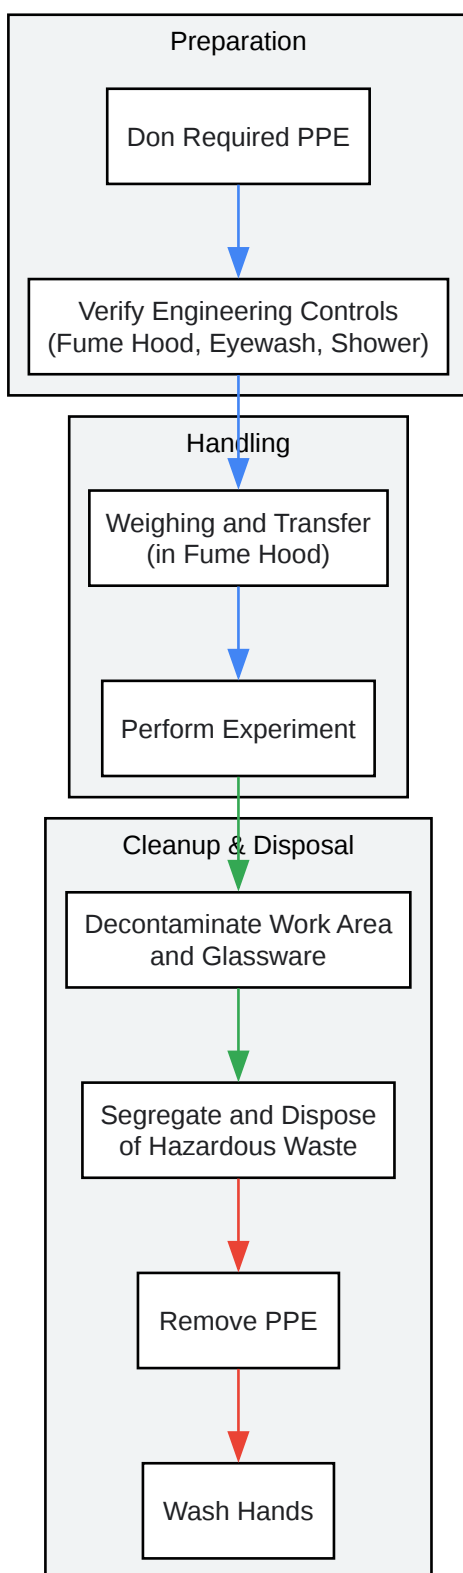 Preparation
Don Required PPE
Verify Engineering Controls
(Fume Hood, Eyewash, Shower)
Handling
Weighing and Transfer
(in Fume Hood)
Perform Experiment
Cleanup & Disposal
Decontaminate Work Area
and Glassware
Segregate and Dispose
of Hazardous Waste
Remove PPE
Wash Hands